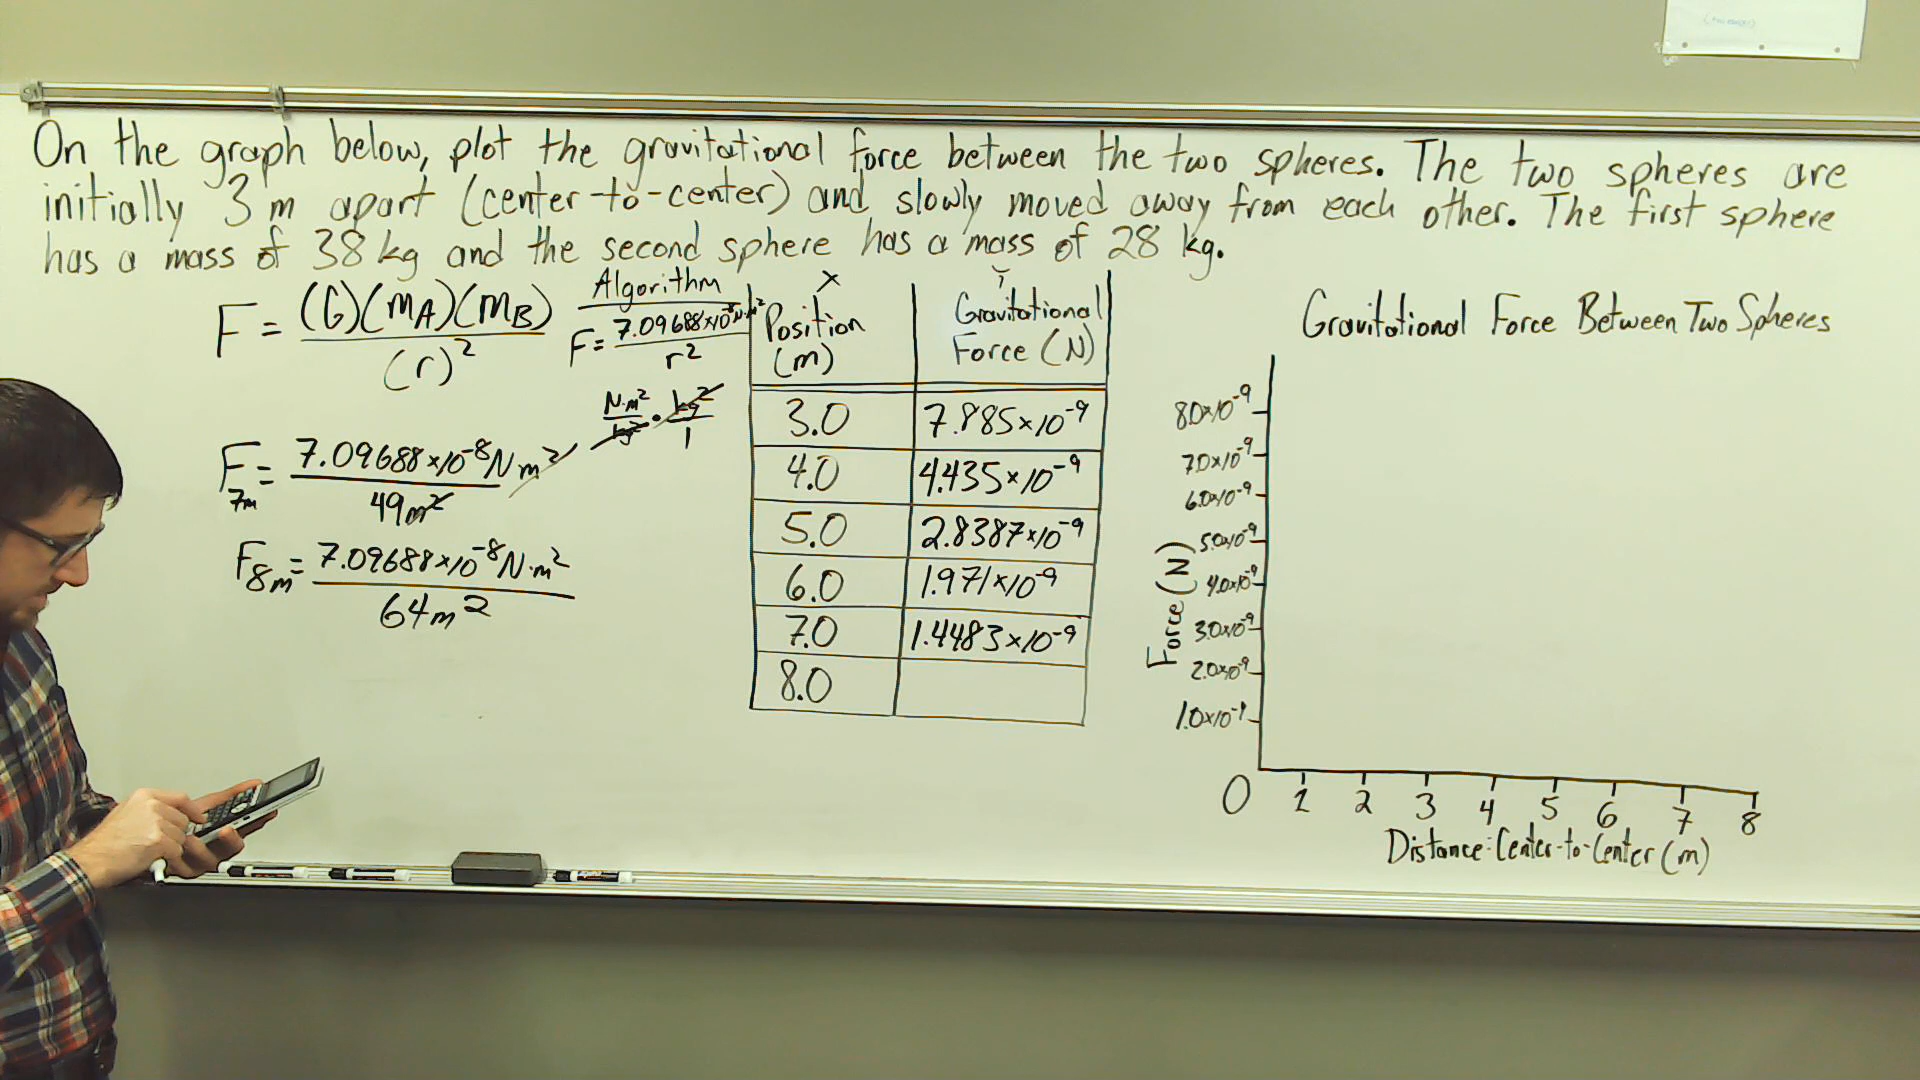 On the graph below, plot the gravitational force between the two spheres. The two spheres are
initially 3 m apart (center-to-center) and slowly moved away from each other. The first sphere
has a mass of 38 kg and the second sphere has a mass of 28 kg.
F = (G)(mA)(mB)
(r)²
Algorithm
F = 7.09688×10⁻⁸ N·m²
r²
N·m² · kg²
kg² 1
F7m = 7.09688×10⁻⁸ N m²
49m²
F8m = 7.09688×10⁻⁸ N·m²
64m²
x y
Position (m) Gravitational Force (N)
3.0 7.885×10⁻⁹
4.0 4.435×10⁻⁹
5.0 2.8387×10⁻⁹
6.0 1.971×10⁻⁹
7.0 1.4483×10⁻⁹
8.0
Gravitational Force Between Two Spheres
8.0×10⁻⁹
7.0×10⁻⁹
6.0×10⁻⁹
5.0×10⁻⁹
4.0×10⁻⁹
3.0×10⁻⁹
2.0×10⁻⁹
1.0×10⁻⁹
Force (N)
0 1 2 3 4 5 6 7 8
Distance: Center-to-Center (m)